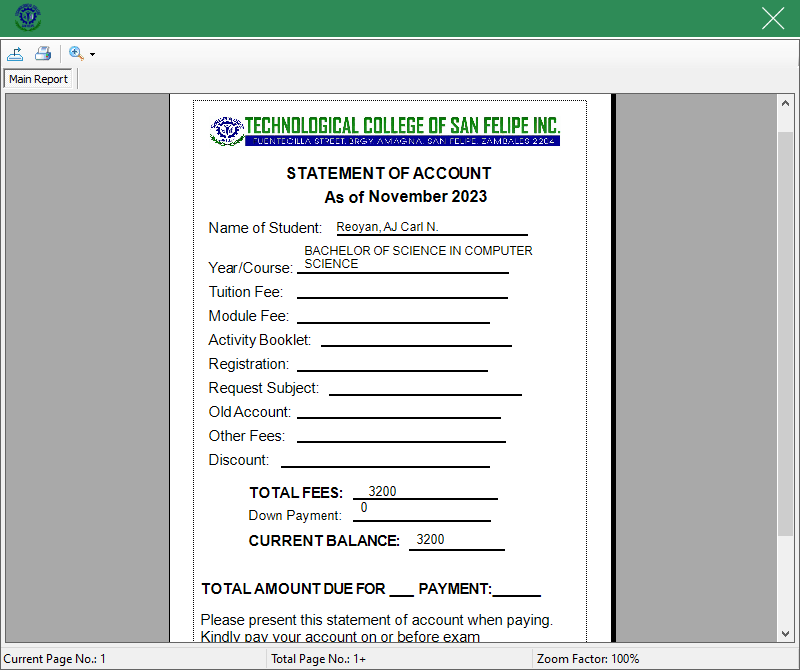 Main Report
TECHNOLOGICAL COLLEGE OF SAN FELIPE INC.
FUENTECILLA STREET, BRGY AMAGNA, SAN FELIPE, ZAMBALES 2204
STATEMENT OF ACCOUNT
As of November 2023
Name of Student: Reoyan, AJ Carl N.
BACHELOR OF SCIENCE IN COMPUTER
Year/Course: SCIENCE
Tuition Fee:
Module Fee:
Activity Booklet:
Registration:
Request Subject:
Old Account:
Other Fees:
Discount:
TOTAL FEES: 3200
Down Payment: 0
CURRENT BALANCE: 3200
TOTAL AMOUNT DUE FOR ___ PAYMENT:______
Please present this statement of account when paying.
Kindly pay your account on or before exam
Current Page No.: 1 Total Page No.: 1+ Zoom Factor: 100%